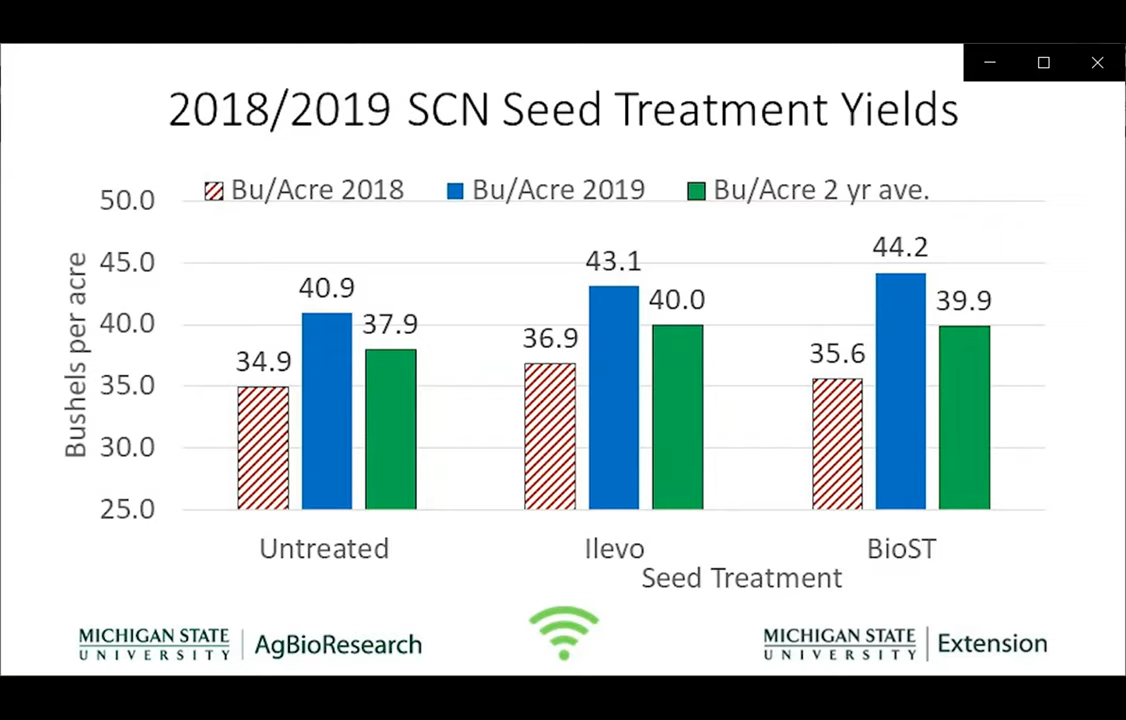 2018/2019 SCN Seed Treatment Yields
Bu/Acre 2018 Bu/Acre 2019 Bu/Acre 2 yr ave.
Bushels per acre
50.0
45.0
40.0
35.0
30.0
25.0
34.9 40.9 37.9
36.9 43.1 40.0
35.6 44.2 39.9
Untreated Ilevo BioST
Seed Treatment
MICHIGAN STATE
UNIVERSITY
AgBioResearch
MICHIGAN STATE
UNIVERSITY
Extension